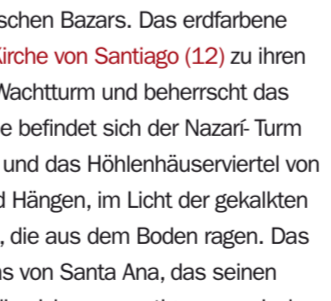 schen Bazars. Das erdfarbene
Kirche von Santiago (12) zu ihren
Wachtturm und beherrscht das
e befindet sich der Nazarí- Turm
und das Höhlenhäuserviertel von
d Hängen, im Licht der gekalkten
, die aus dem Boden ragen. Das
s von Santa Ana, das seinen